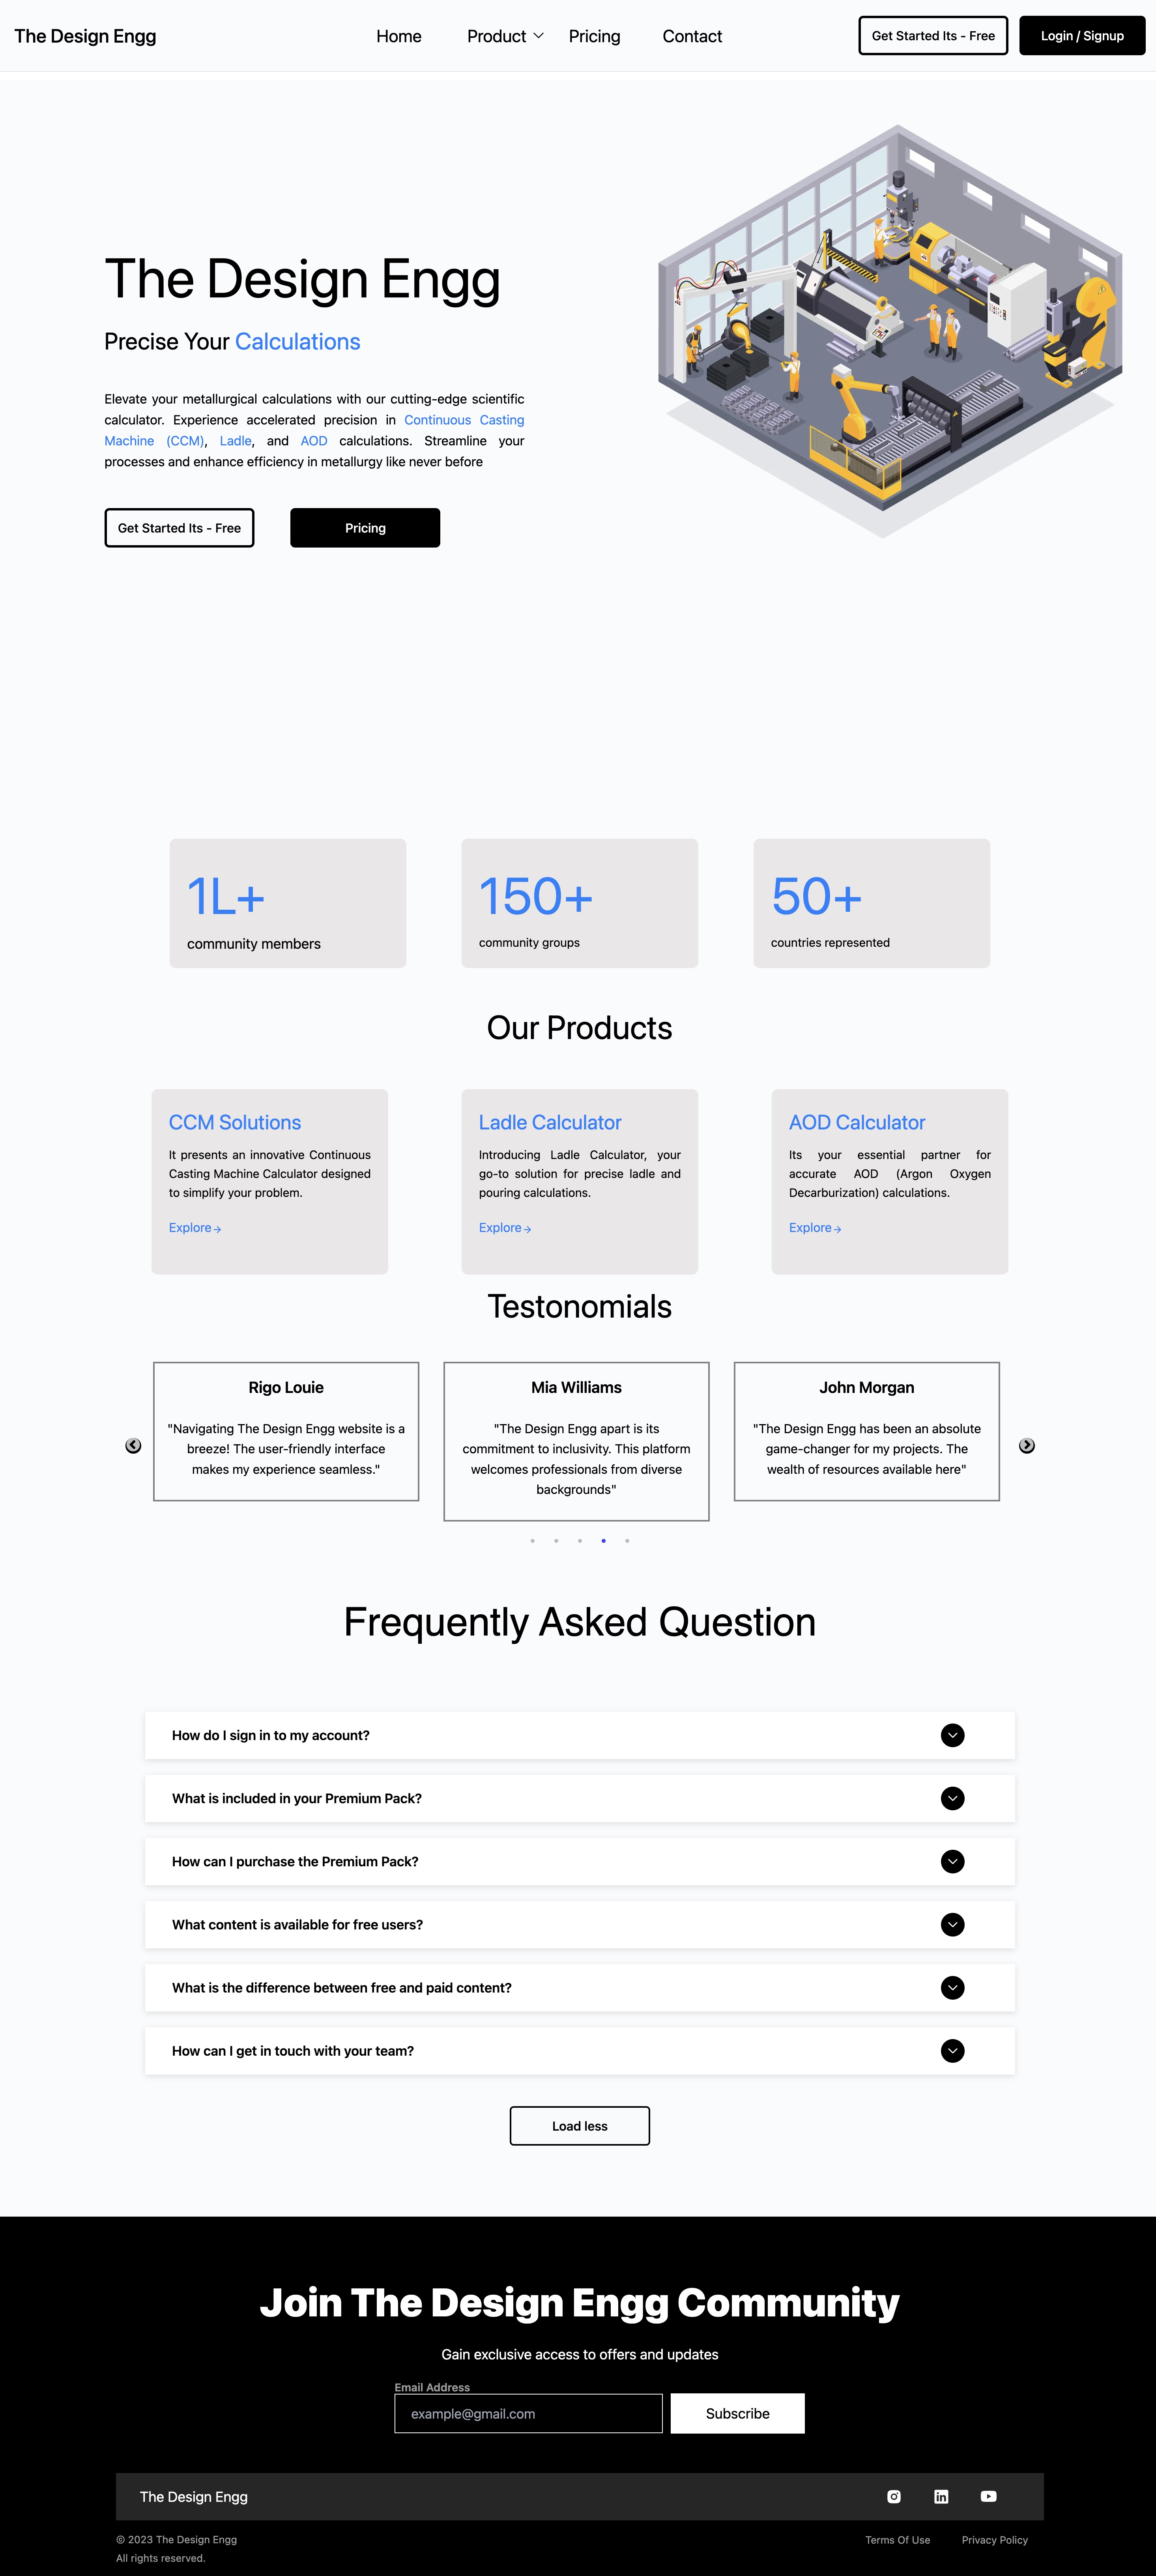 The Design Engg
Home
Product
Pricing
Contact
Get Started Its - Free
Login / Signup
The Design Engg
Precise Your Calculations
Elevate your metallurgical calculations with our cutting-edge scientific
calculator. Experience accelerated precision in Continuous Casting
Machine (CCM), Ladle, and AOD calculations. Streamline your
processes and enhance efficiency in metallurgy like never before
Get Started Its - Free
Pricing
1L+
community members
150+
community groups
50+
countries represented
Our Products
CCM Solutions
It presents an innovative Continuous
Casting Machine Calculator designed
to simplify your problem.
Explore
Ladle Calculator
Introducing Ladle Calculator, your
go-to solution for precise ladle and
pouring calculations.
Explore
AOD Calculator
Its your essential partner for
accurate AOD (Argon Oxygen
Decarburization) calculations.
Explore
Testonomials
Rigo Louie
"Navigating The Design Engg website is a
breeze! The user-friendly interface
makes my experience seamless."
Mia Williams
"The Design Engg apart is its
commitment to inclusivity. This platform
welcomes professionals from diverse
backgrounds"
John Morgan
"The Design Engg has been an absolute
game-changer for my projects. The
wealth of resources available here"
Frequently Asked Question
How do I sign in to my account?
What is included in your Premium Pack?
How can I purchase the Premium Pack?
What content is available for free users?
What is the difference between free and paid content?
How can I get in touch with your team?
Load less
Join The Design Engg Community
Gain exclusive access to offers and updates
Email Address
example@gmail.com
Subscribe
The Design Engg
© 2023 The Design Engg
All rights reserved.
Terms Of Use
Privacy Policy